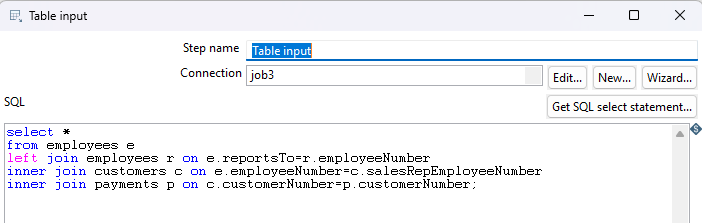 Table input
Step name Table input
Connection job3 Edit... New... Wizard...
SQL Get SQL select statement...
select *
from employees e
left join employees r on e.reportsTo=r.employeeNumber
inner join customers c on e.employeeNumber=c.salesRepEmployeeNumber
inner join payments p on c.customerNumber=p.customerNumber;